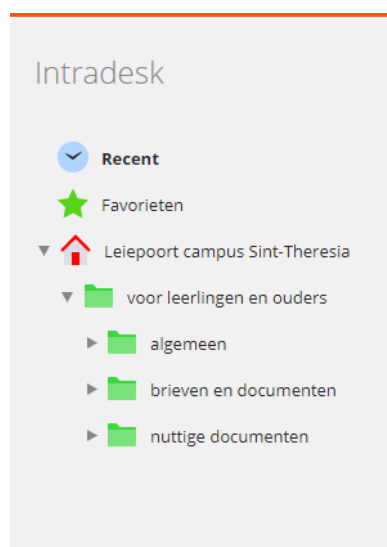 Intradesk
Recent
Favorieten
Leiepoort campus Sint-Theresia
voor leerlingen en ouders
algemeen
brieven en documenten
nuttige documenten